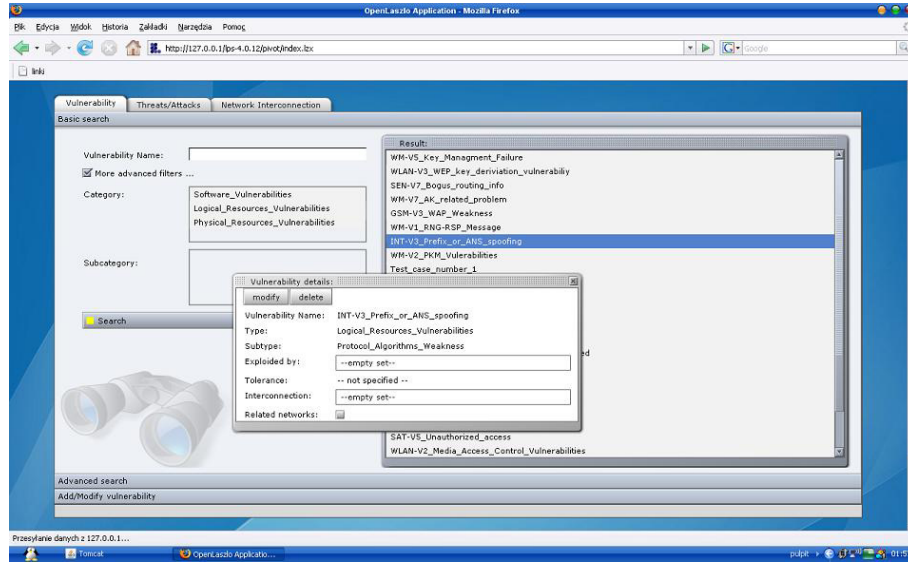 OpenLaszlo Application - Mozilla Firefox
Plik Edycja Widok Historia Zakładki Narzędzia Pomoc
http://127.0.0.1/lps-4.0.12/pivot/index.lzx
Google
linki
Vulnerability Threats/Attacks Network Interconnection
Basic search
Vulnerability Name:
More advanced filters ...
Category:
Software_Vulnerabilities
Logical_Resources_Vulnerabilities
Physical_Resources_Vulnerabilities
Subcategory:
Search
Result:
WM-V5_Key_Managment_Failure
WLAN-V3_WEP_key_deriviation_vulnerabiliy
SEN-V7_Bogus_routing_info
WM-V7_AK_related_problem
GSM-V3_WAP_Weakness
WM-V1_RNG-RSP_Message
INT-V3_Prefix_or_ANS_spoofing
WM-V2_PKM_Vulerabilities
Test_case_number_1
Vulnerability details:
modify delete
Vulnerability Name: INT-V3_Prefix_or_ANS_spoofing
Type: Logical_Resources_Vulnerabilities
Subtype: Protocol_Algorithms_Weakness
Exploided by: --empty set--
Tolerance: -- not specified --
Interconnection: --empty set--
Related networks:
ed
SAT-V5_Unauthorized_access
WLAN-V2_Media_Access_Control_Vulnerabilities
Advanced search
Add/Modify vulnerability
Przesyłanie danych z 127.0.0.1...
Tomcat
OpenLaszlo Applicatio...
pulpit
01:5